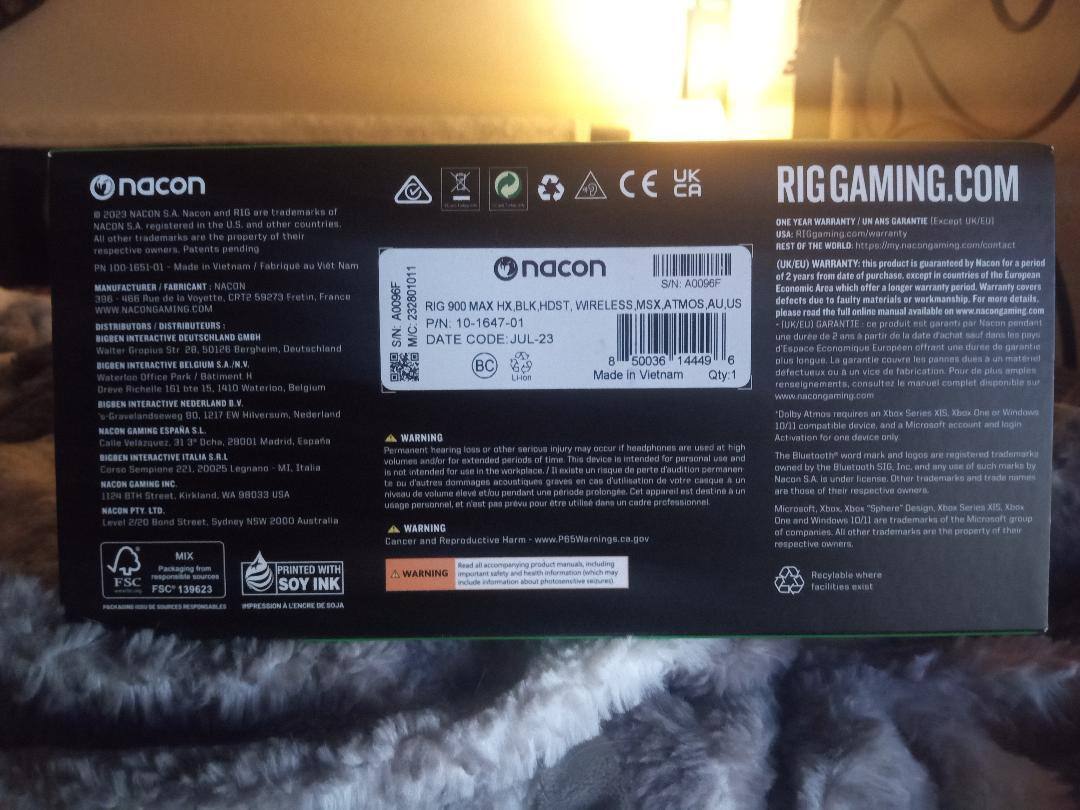 nacon
© 2023 NACON S.A. Nacon and RIG are trademarks of
NACON S.A. registered in the U.S. and other countries.
All other trademarks are the property of their
respective owners. Patents pending
PN 100-1651-01 - Made in Vietnam / Fabriqué au Viêt Nam
MANUFACTURER / FABRICANT : NACON
396 - 466 Rue de la Voyette, CRT2 59273 Fretin, France
WWW.NACONGAMING.COM
DISTRIBUTORS / DISTRIBUTEURS :
BIGBEN INTERACTIVE DEUTSCHLAND GMBH
Walter Gropius Str 28, 50126 Bergheim, Deutschland
BIGBEN INTERACTIVE BELGIUM S.A./N.V.
Waterloo Office Park / Bâtiment H
Dreve Richelle 161 bte 15, 1410 Waterloo, Belgium
BIGBEN INTERACTIVE NEDERLAND B.V.
's-Gravelandseweg 80, 1217 EW Hilversum, Nederland
NACON GAMING ESPAÑA S.L.
Calle Velázquez, 31 3ª Dcha, 28001 Madrid, España
BIGBEN INTERACTIVE ITALIA S.R.L
Corso Sempione 221, 20025 Legnano - MI, Italia
NACON GAMING INC.
1124 8TH Street, Kirkland, WA 98033 USA
NACON PTY. LTD.
Level 2/20 Bond Street, Sydney NSW 2000 Australia
FSC
www.fsc.org
MIX
Packaging from
responsible sources
FSC® 139623
PACKAGING ISSU DE SOURCES RESPONSABLES
PRINTED WITH
SOY INK
IMPRESSION À L'ENCRE DE SOJA
CE
UK
CA
nacon
S/N: A0096F
S/N: A0096F
M/C: 232801011
RIG 900 MAX HX,BLK,HDST, WIRELESS,MSX,ATMOS,AU,US
P/N: 10-1647-01
DATE CODE:JUL-23
BC
Li-ion
8 50036 14449 6
Made in Vietnam Qty:1
WARNING
Permanent hearing loss or other serious injury may occur if headphones are used at high
volumes and/or for extended periods of time. This device is intended for personal use and
is not intended for use in the workplace. / Il existe un risque de perte d'audition permanen-
te ou d'autres dommages acoustiques graves en cas d'utilisation de votre casque à un
niveau de volume élevé et/ou pendant une période prolongée. Cet appareil est destiné à un
usage personnel, et n'est pas prévu pour être utilisé dans un cadre professionnel.
WARNING
Cancer and Reproductive Harm - www.P65Warnings.ca.gov
WARNING
Read all accompanying product manuals, including
important safety and health information (which may
include information about photosensitive seizures).
RIGGAMING.COM
ONE YEAR WARRANTY / UN ANS GARANTIE (Except UK/EU)
USA: RIGgaming.com/warranty
REST OF THE WORLD: https://my.nacongaming.com/contact
(UK/EU) WARRANTY: this product is guaranteed by Nacon for a period
of 2 years from date of purchase, except in countries of the European
Economic Area which offer a longer warranty period. Warranty covers
defects due to faulty materials or workmanship. For more details,
please read the full online manual available on www.nacongaming.com
- (UK/EU) GARANTIE : ce produit est garanti par Nacon pendant
une durée de 2 ans à partir de la date d'achat sauf dans les pays
d'Espace Economique Européen offrant une durée de garantie
plus longue. La garantie couvre les pannes dues à un matériel
défectueux ou à un vice de fabrication. Pour de plus amples
renseignements, consultez le manuel complet disponible sur
www.nacongaming.com
*Dolby Atmos requires an Xbox Series X|S, Xbox One or Windows
10/11 compatible device, and a Microsoft account and login
Activation for one device only
The Bluetooth® word mark and logos are registered trademarks
owned by the Bluetooth SIG, Inc. and any use of such marks by
Nacon S.A. is under license. Other trademarks and trade names
are those of their respective owners.
Microsoft, Xbox, Xbox "Sphere" Design, Xbox Series X|S, Xbox
One and Windows 10/11 are trademarks of the Microsoft group
of companies. All other trademarks are the property of their
respective owners.
Recylable where
facilities exist